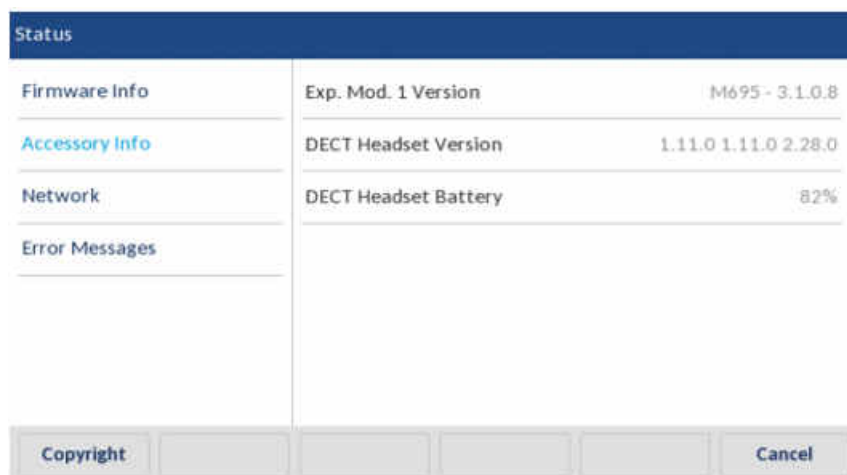 Status
Firmware Info
Accessory Info
Network
Error Messages
Exp. Mod. 1 Version M695 - 3.1.0.8
DECT Headset Version 1.11.0 1.11.0 2.28.0
DECT Headset Battery 82%
Copyright Cancel